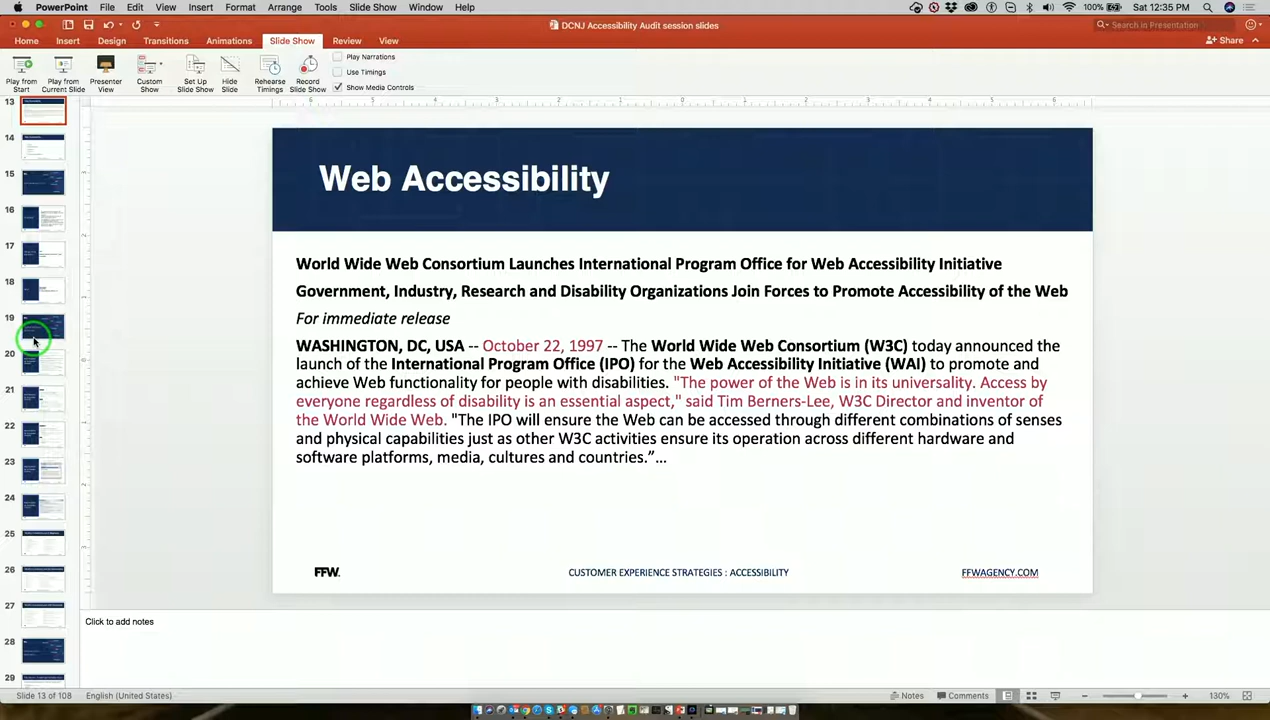 PowerPoint File Edit View Insert Format Arrange Tools Slide Show Window Help 100% Sat 12:35 PM
DCNJ Accessibility Audit session slides
Search in Presentation
Home Insert Design Transitions Animations Slide Show Review View
Share
Play from Start
Play from Current Slide
Presenter View
Custom Show
Set Up Slide Show
Hide Slide
Rehearse Timings
Record Slide Show
Play Narrations
Use Timings
Show Media Controls
13
14
15
16
17
18
19
20
21
22
23
24
25
26
27
28
29
Web Accessibility
World Wide Web Consortium Launches International Program Office for Web Accessibility Initiative
Government, Industry, Research and Disability Organizations Join Forces to Promote Accessibility of the Web
For immediate release
WASHINGTON, DC, USA -- October 22, 1997 -- The World Wide Web Consortium (W3C) today announced the
launch of the International Program Office (IPO) for the Web Accessibility Initiative (WAI) to promote and
achieve Web functionality for people with disabilities. "The power of the Web is in its universality. Access by
everyone regardless of disability is an essential aspect," said Tim Berners-Lee, W3C Director and inventor of
the World Wide Web. "The IPO will ensure the Web can be accessed through different combinations of senses
and physical capabilities just as other W3C activities ensure its operation across different hardware and
software platforms, media, cultures and countries.”...
FFW.
CUSTOMER EXPERIENCE STRATEGIES : ACCESSIBILITY
FFWAGENCY.COM
Click to add notes
Slide 13 of 108 English (United States)
Notes Comments 130%